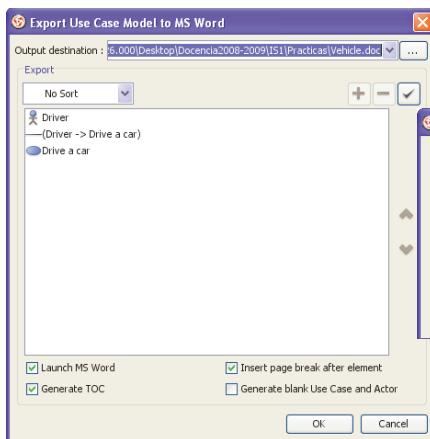 Export Use Case Model to MS Word
Output destination : 26.000\Desktop\Docencia2008-2009\IS1\Practicas\Vehicle.doc ...
Export
No Sort
Driver
(Driver -> Drive a car)
Drive a car
Launch MS Word Insert page break after element
Generate TOC Generate blank Use Case and Actor
OK Cancel